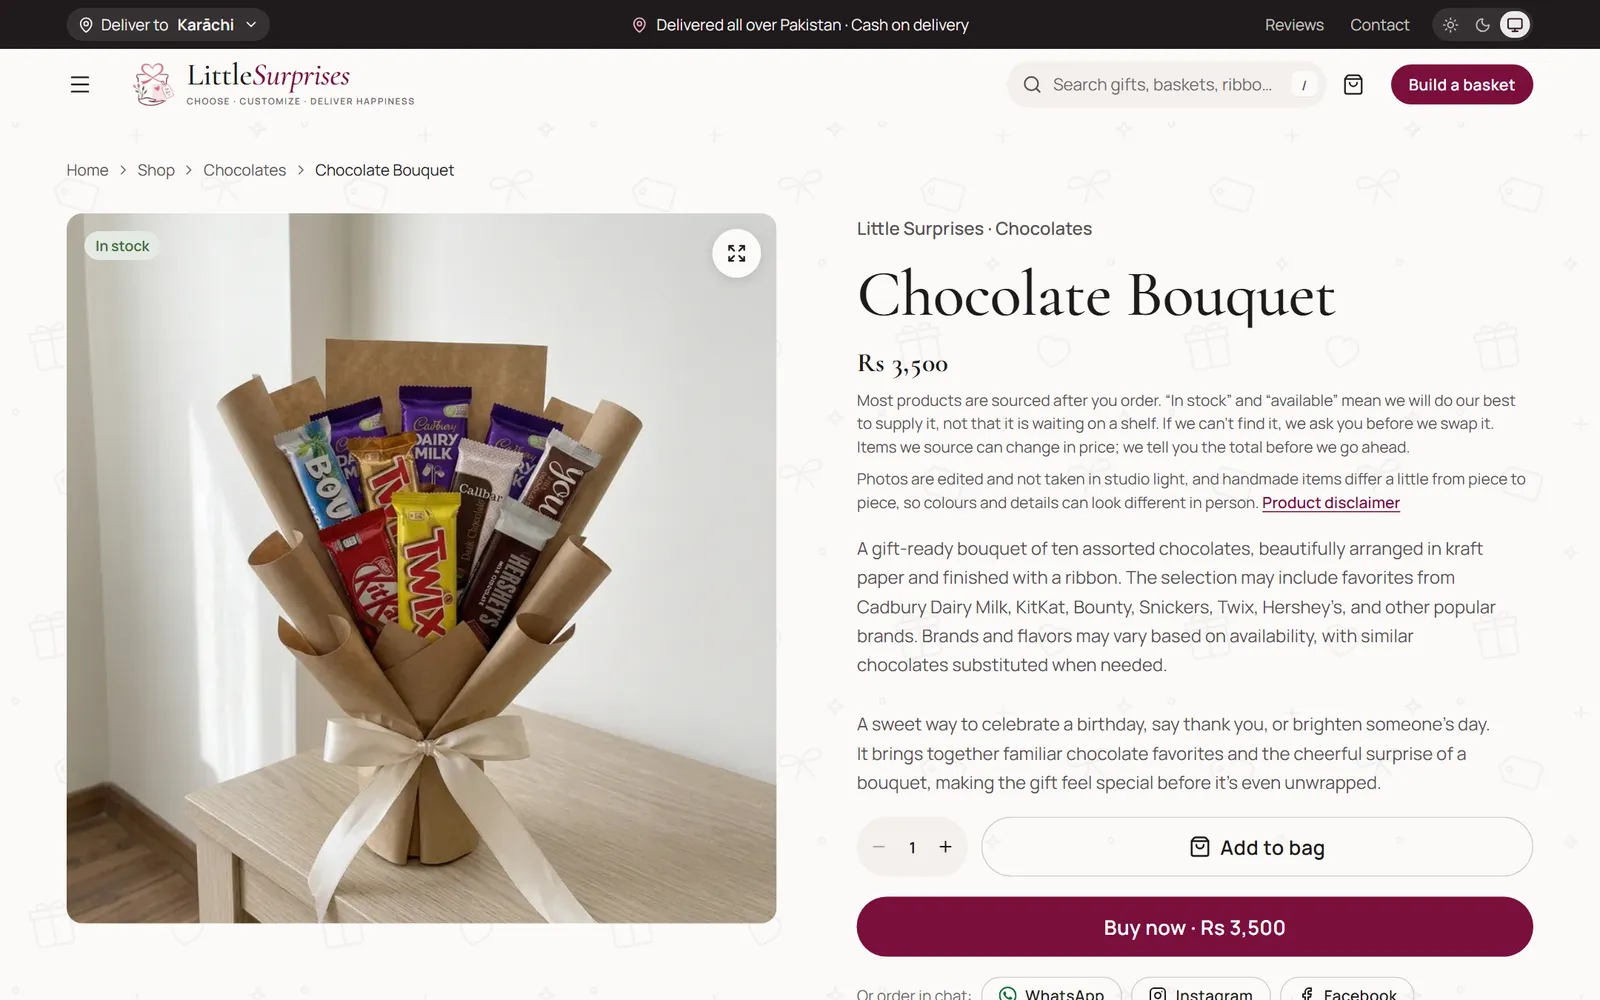 Deliver to Karāchi
Delivered all over Pakistan · Cash on delivery
Reviews Contact
LittleSurprises
CHOOSE · CUSTOMIZE · DELIVER HAPPINESS
Search gifts, baskets, ribbo... /
Build a basket
Home > Shop > Chocolates > Chocolate Bouquet
In stock
Cadbury
DAIRY
MILK
Callebaut
Dark Chocolate
you
TWIX
KitKat
HERSHEY'S
MILK CHOCOLATE
Little Surprises · Chocolates
Chocolate Bouquet
Rs 3,500
Most products are sourced after you order. “In stock” and “available” mean we will do our best
to supply it, not that it is waiting on a shelf. If we can’t find it, we ask you before we swap it.
Items we source can change in price; we tell you the total before we go ahead.
Photos are edited and not taken in studio light, and handmade items differ a little from piece to
piece, so colours and details can look different in person. Product disclaimer
A gift-ready bouquet of ten assorted chocolates, beautifully arranged in kraft
paper and finished with a ribbon. The selection may include favorites from
Cadbury Dairy Milk, KitKat, Bounty, Snickers, Twix, Hershey’s, and other popular
brands. Brands and flavors may vary based on availability, with similar
chocolates substituted when needed.
A sweet way to celebrate a birthday, say thank you, or brighten someone’s day.
It brings together familiar chocolate favorites and the cheerful surprise of a
bouquet, making the gift feel special before it’s even unwrapped.
− 1 +
Add to bag
Buy now · Rs 3,500
Or order in chat: WhatsApp Instagram Facebook